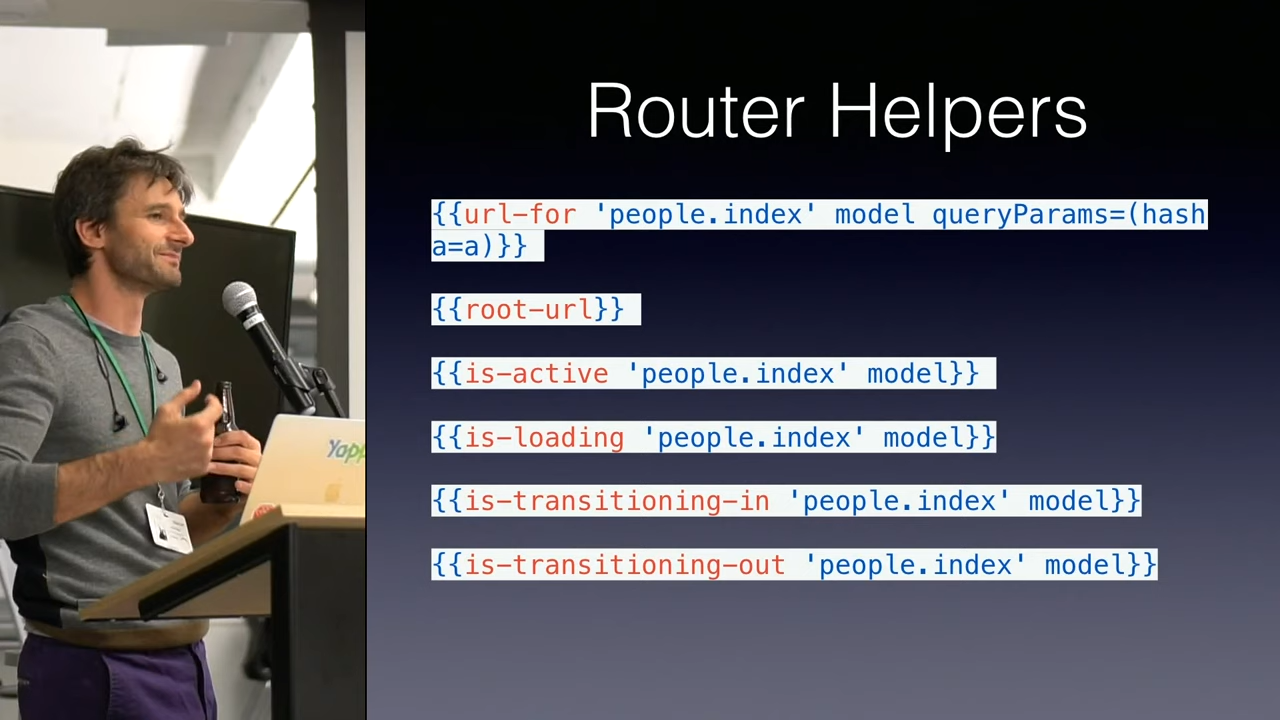 Router Helpers
{{url-for 'people.index' model queryParams=(hash
a=a)}}
{{root-url}}
{{is-active 'people.index' model}}
{{is-loading 'people.index' model}}
{{is-transitioning-in 'people.index' model}}
{{is-transitioning-out 'people.index' model}}
Yapp